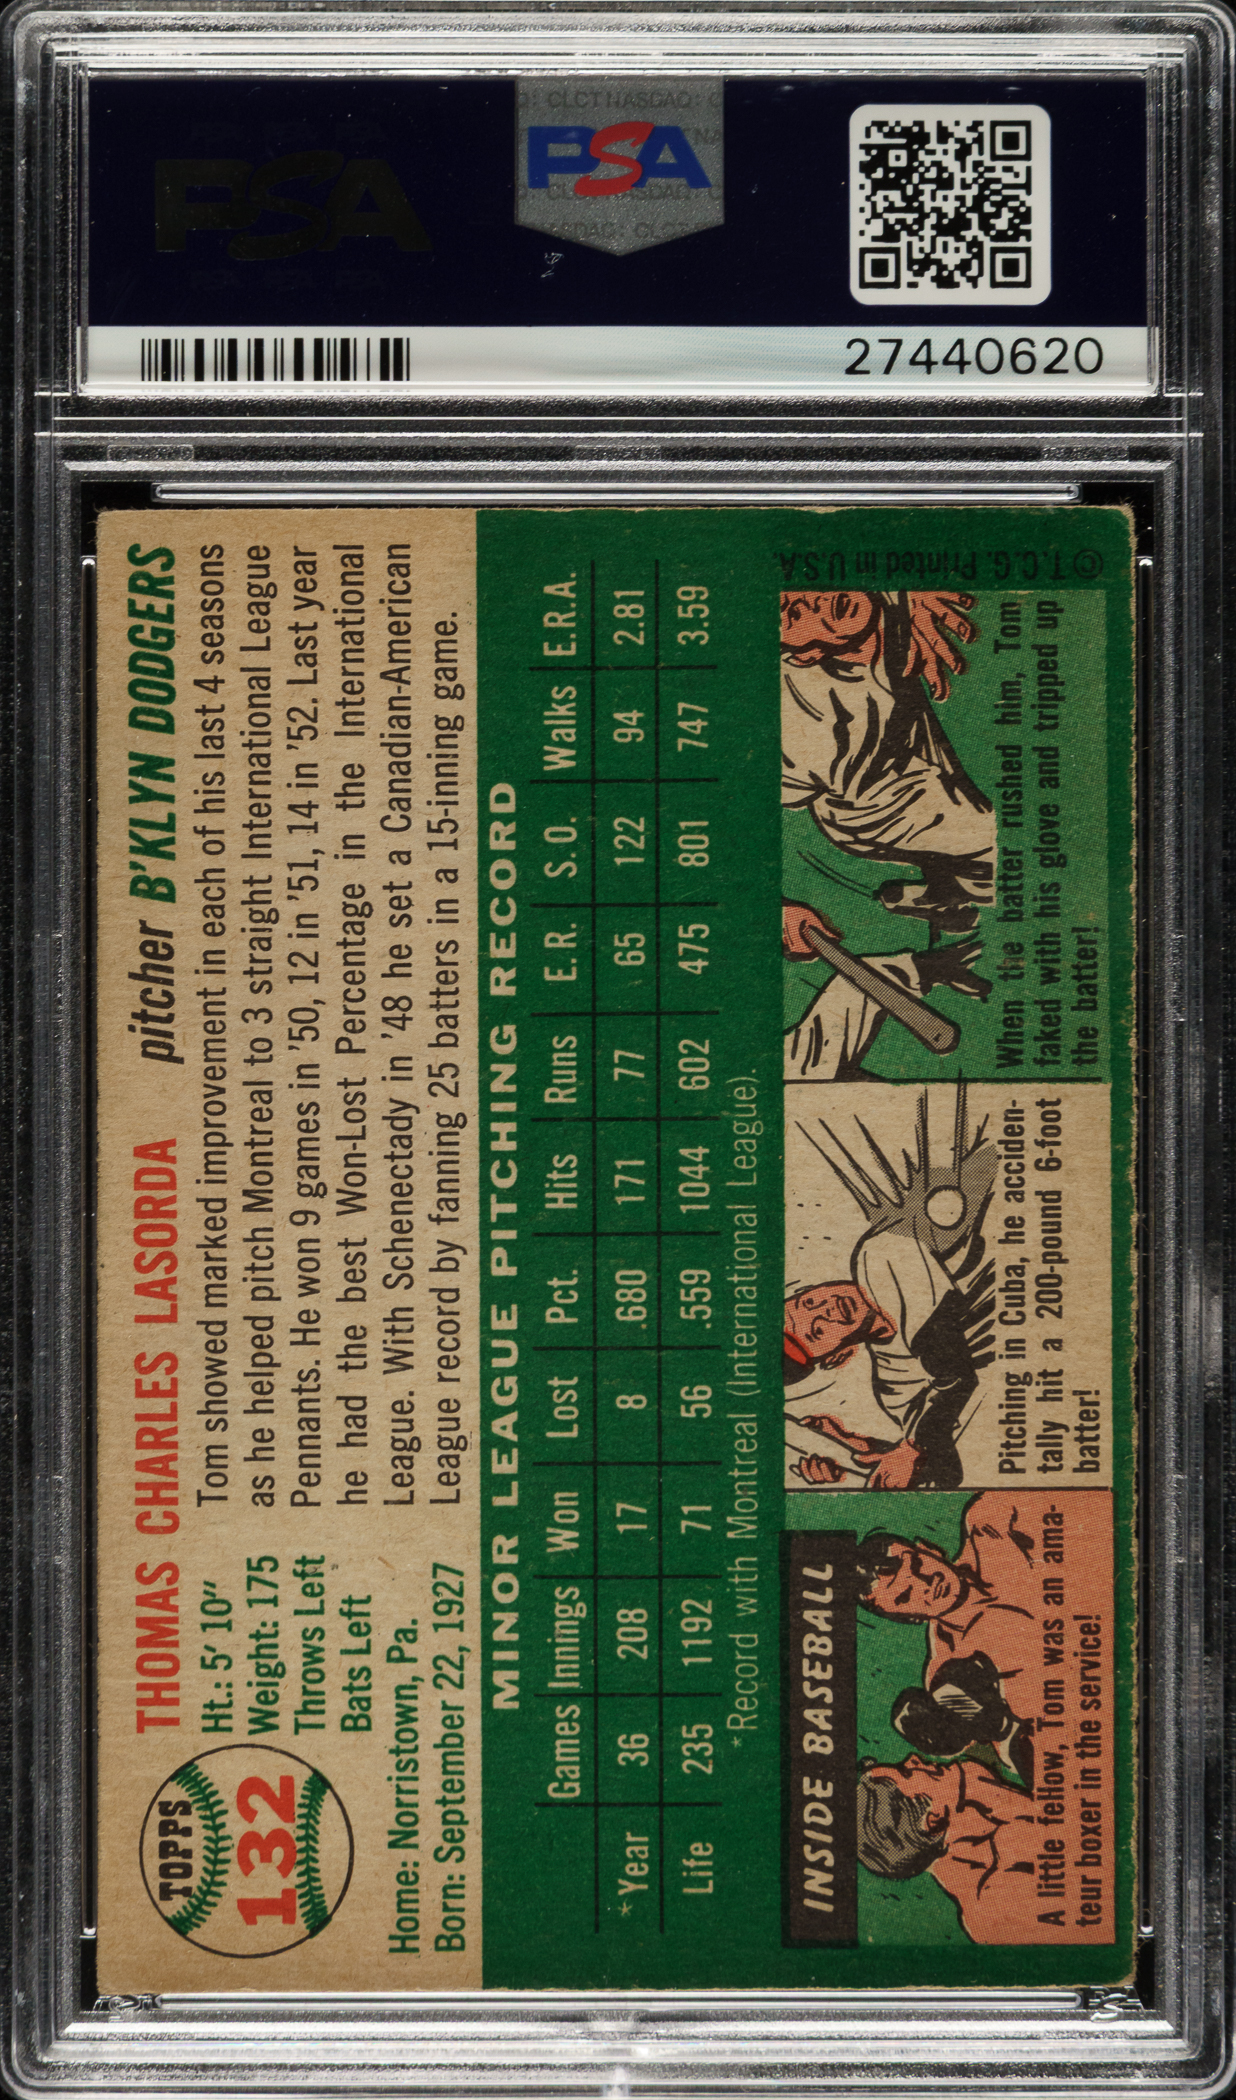 CLCT NASDAQ
PSA
PSA
27440620
TOPPS
132
THOMAS CHARLES LASORDA pitcher B'KLYN DODGERS
Ht.: 5' 10"
Weight: 175
Throws Left
Bats Left
Home: Norristown, Pa.
Born: September 22, 1927
Tom showed marked improvement in each of his last 4 seasons
as he helped pitch Montreal to 3 straight International League
Pennants. He won 9 games in '50, 12 in '51, 14 in '52. Last year
he had the best Won-Lost Percentage in the International
League. With Schenectady in '48 he set a Canadian-American
League record by fanning 25 batters in a 15-inning game.
MINOR LEAGUE PITCHING RECORD
Games Innings Won Lost Pct. Hits Runs E.R. S.O. Walks E.R.A.
*Year 36 208 17 8 .680 171 77 65 122 94 2.81
Life 235 1192 71 56 .559 1044 602 475 801 747 3.59
*Record with Montreal (International League).
INSIDE BASEBALL
A little fellow, Tom was an ama-
teur boxer in the service!
Pitching in Cuba, he acciden-
tally hit a 200-pound 6-foot
batter!
When the batter rushed him, Tom
faked with his glove and tripped up
the batter!
© T.C.G. Printed in U.S.A.